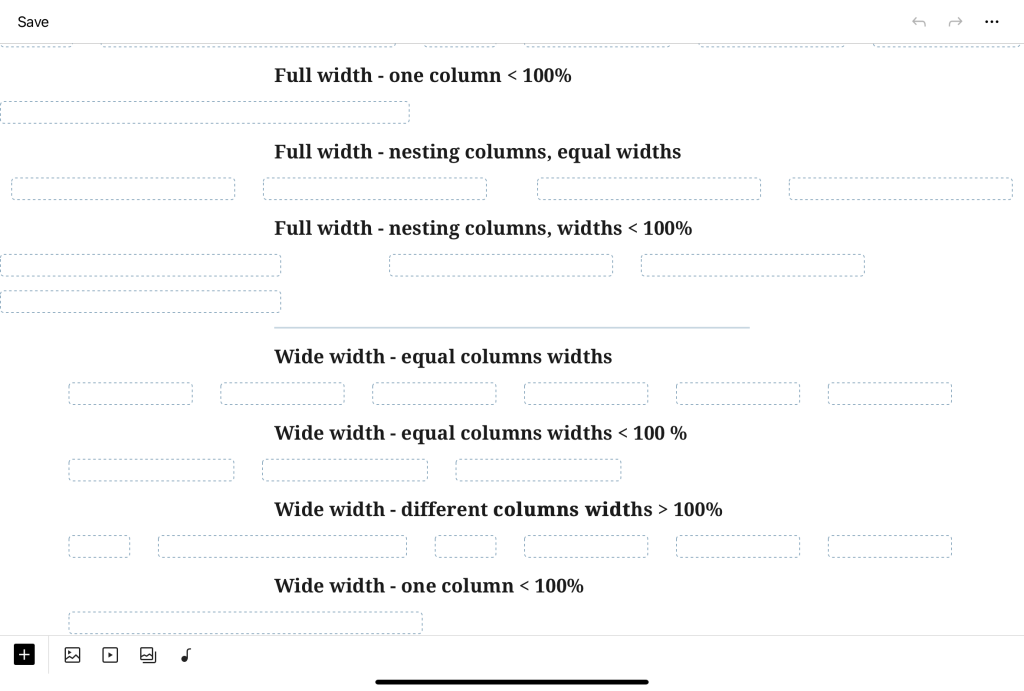 Save
Full width - one column < 100%
Full width - nesting columns, equal widths
Full width - nesting columns, widths < 100%
Wide width - equal columns widths
Wide width - equal columns widths < 100 %
Wide width - different columns widths > 100%
Wide width - one column < 100%